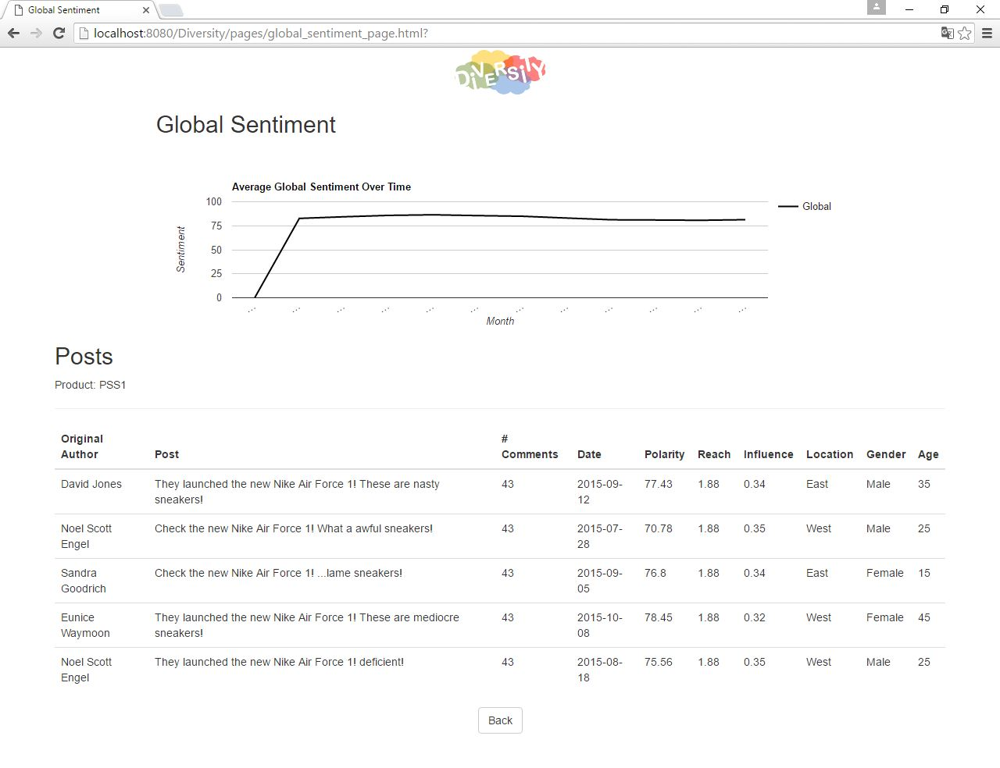 Global Sentiment
localhost:8080/Diversity/pages/global_sentiment_page.html?
DiVERSiTY
Global Sentiment
Average Global Sentiment Over Time
100
75
50
25
0
Sentiment
Global
... ... ... ... ... ... ... ... ... ... ... ...
Month
Posts
Product: PSS1
Original Author Post # Comments Date Polarity Reach Influence Location Gender Age
David Jones They launched the new Nike Air Force 1! These are nasty sneakers! 43 2015-09-12 77.43 1.88 0.34 East Male 35
Noel Scott Engel Check the new Nike Air Force 1! What a awful sneakers! 43 2015-07-28 70.78 1.88 0.35 West Male 25
Sandra Goodrich Check the new Nike Air Force 1! ...lame sneakers! 43 2015-09-05 76.8 1.88 0.34 East Female 15
Eunice Waymoon They launched the new Nike Air Force 1! These are mediocre sneakers! 43 2015-10-08 78.45 1.88 0.32 West Female 45
Noel Scott Engel They launched the new Nike Air Force 1! deficient! 43 2015-08-18 75.56 1.88 0.35 West Male 25
Back